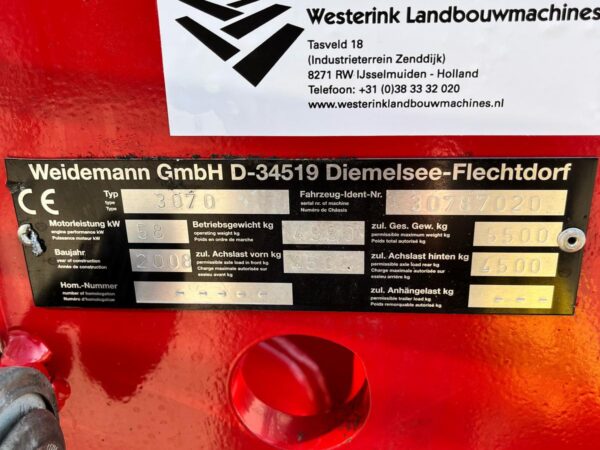 Westerink Landbouwmachines
Tasveld 18
(Industrieterrein Zenddijk)
8271 RW IJsselmuiden - Holland
Telefoon: +31 (0)38 33 32 020
www.westerinklandbouwmachines.nl
Weidemann GmbH D-34519 Diemelsee-Flechtdorf
CE
Typ
type
Type
3070
Fahrzeug-Ident-Nr.
serial nr. of machine
Numéro de Châssis
30787020
Motorleistung kW
engine performance kW
Puissance moteur kW
68
Betriebsgewicht kg
operating weight kg
Poids en ordre de marche
zul. Ges. Gew. kg
permissible maximum weight kg
Poids total autorisé kg
Baujahr
year of construction
Année de construction
2008
zul. Achslast vorn kg
permissible axle load in front kg
Charge maximale autorisée sur
essieu avant kg
zul. Achslast hinten kg
permissible axle load rear kg
Charge maximale autorisée sur
essieu arrière kg
4500
Hom.-Nummer
number of homologation
Numéro d'homologation
- - - - -
zul. Anhängelast kg
permissible trailer load kg
Poids remorquable autorisé kg
- - -